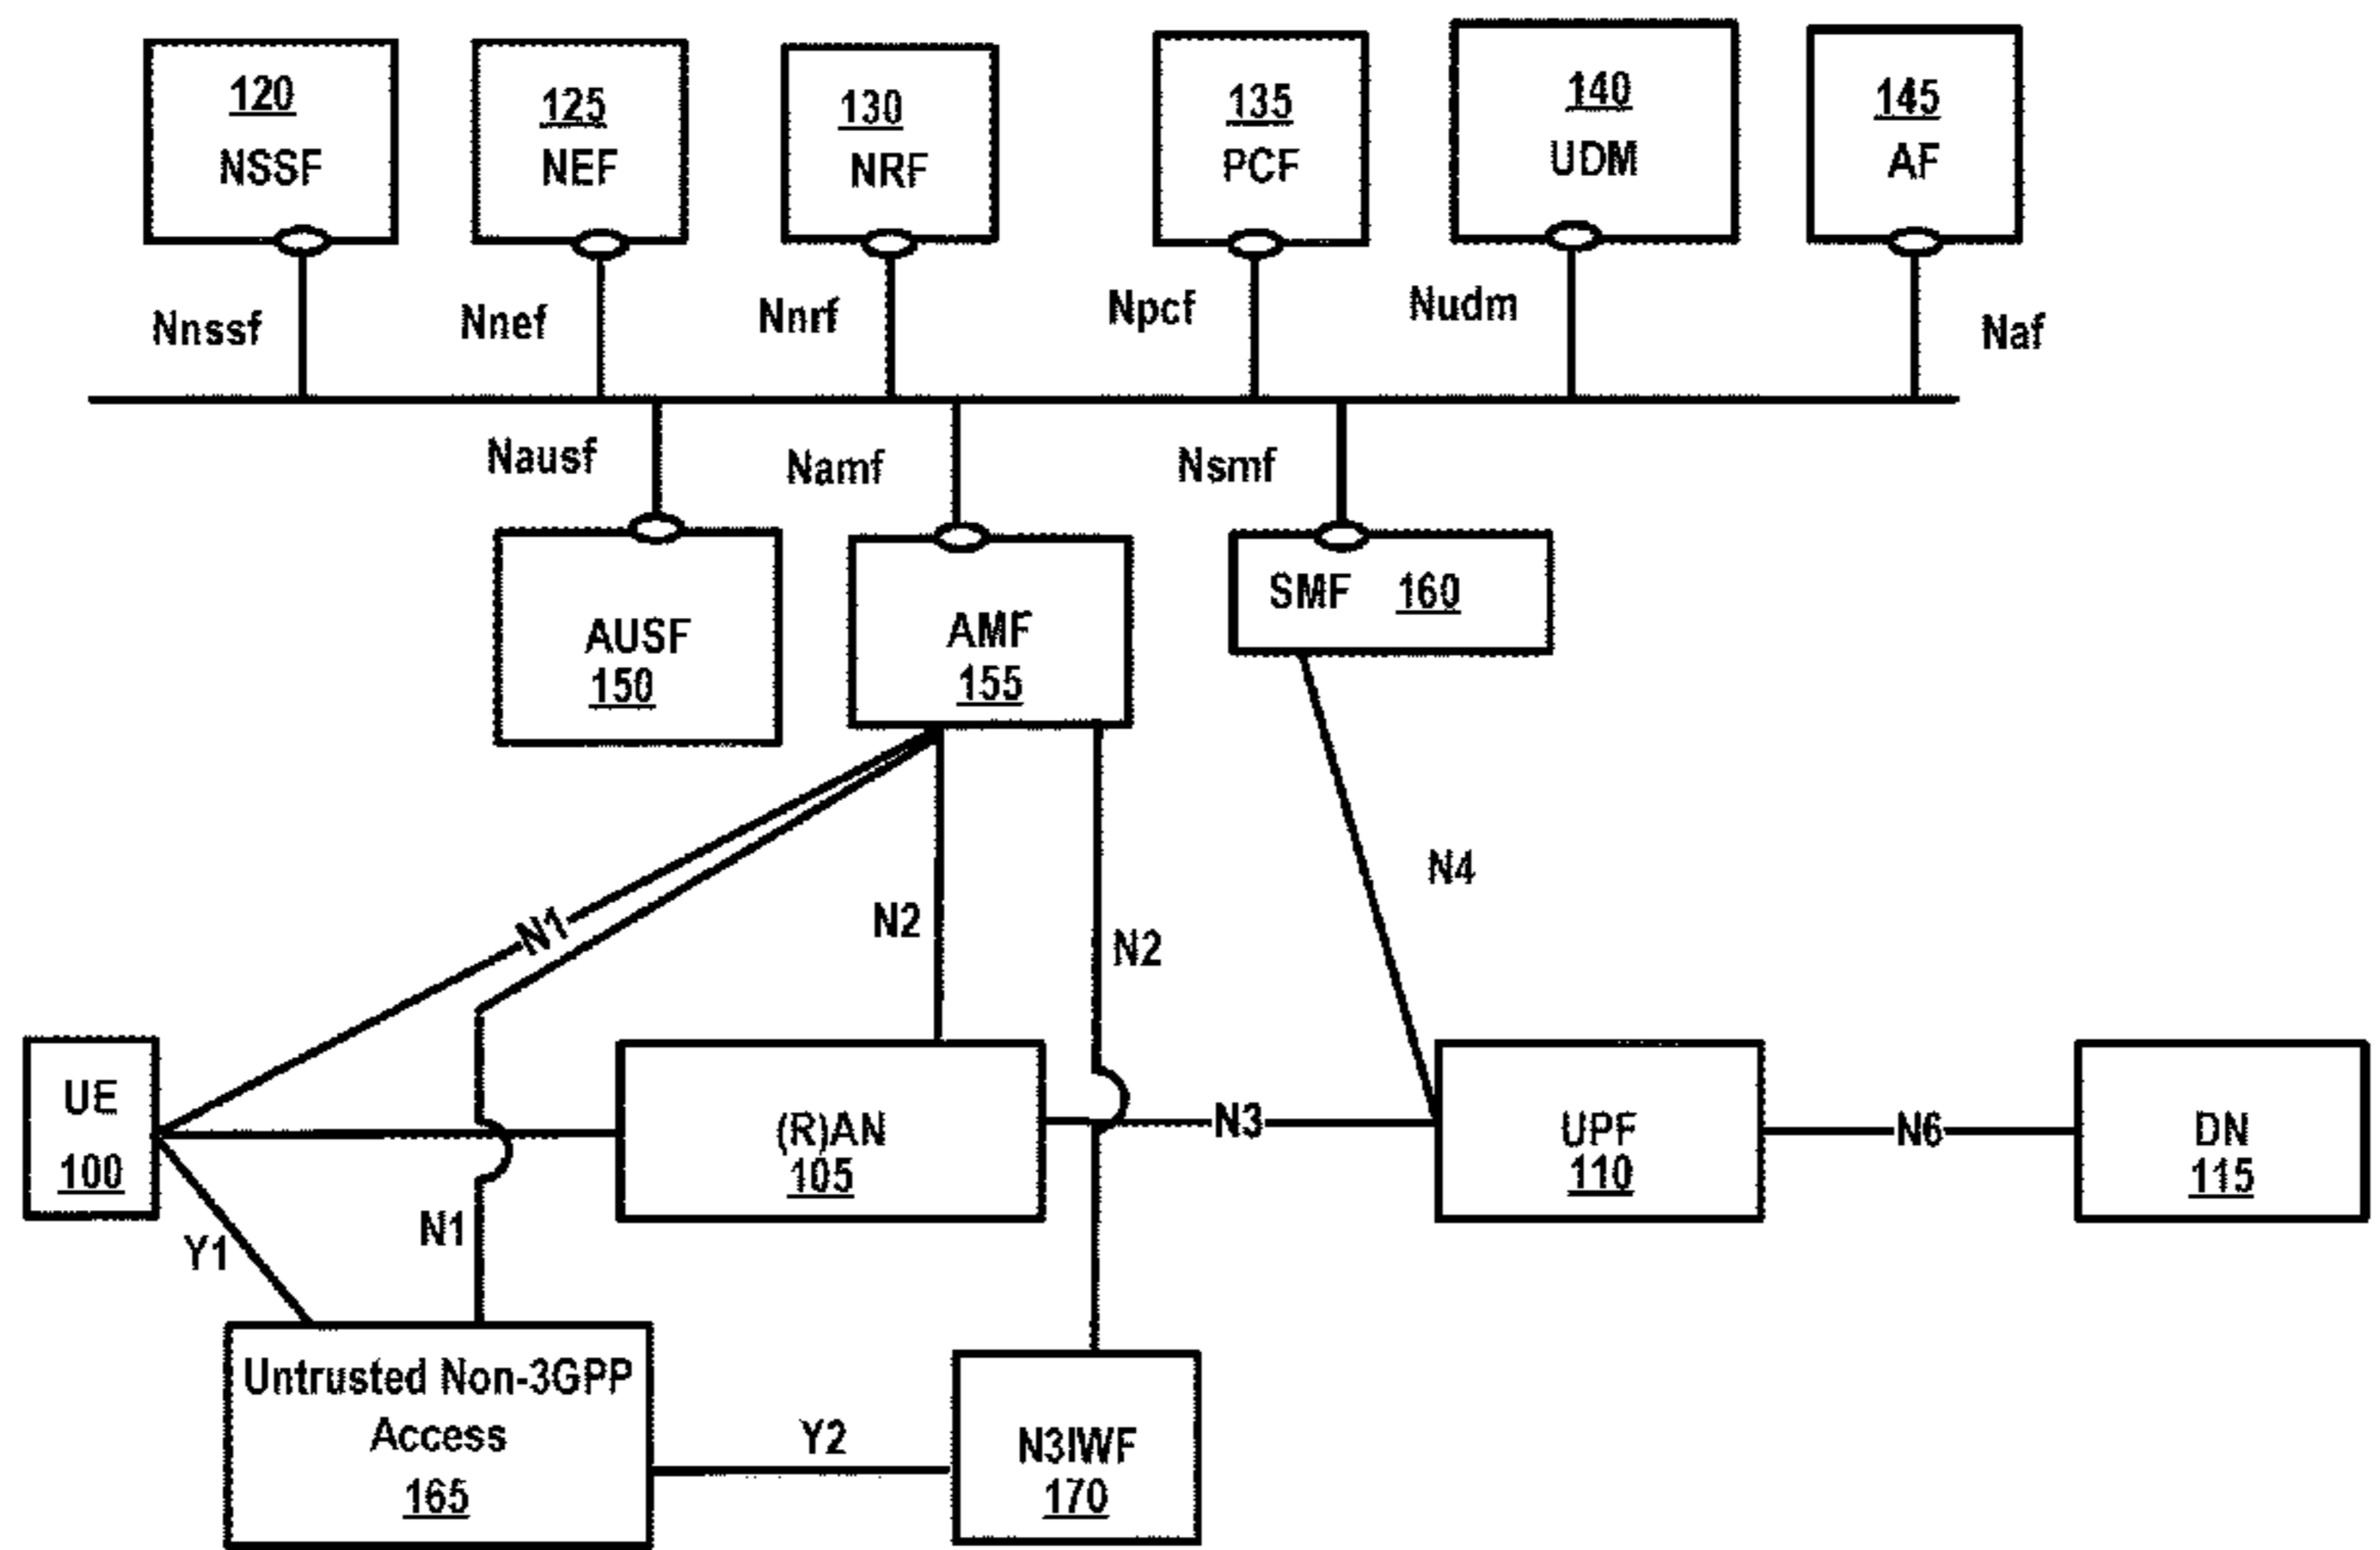 120
NSSF
125
NEF
130
NRF
135
PCF
140
UDM
145
AF
Nnssf
Nnef
Nnrf
Npcf
Nudm
Naf
Nausf
Namf
Nsmf
AUSF
150
AMF
155
SMF 160
N1
N2
N2
N4
UE
100
(R)AN
105
N3
UPF
110
N6
DN
115
Y1
N1
Untrusted Non-3GPP
Access
165
Y2
N3IWF
170